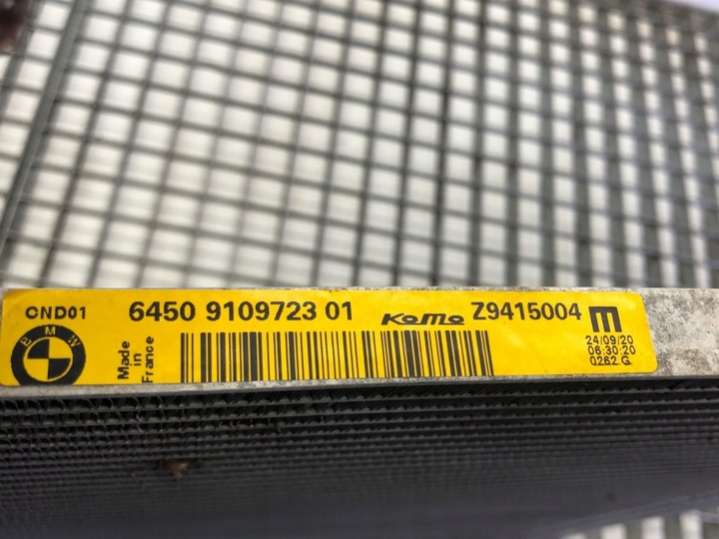 CND01
6450 9109723 01
KoMo
Z9415004
m
BMW
Made
in
France
24/09/20
06:30:20
0262 G